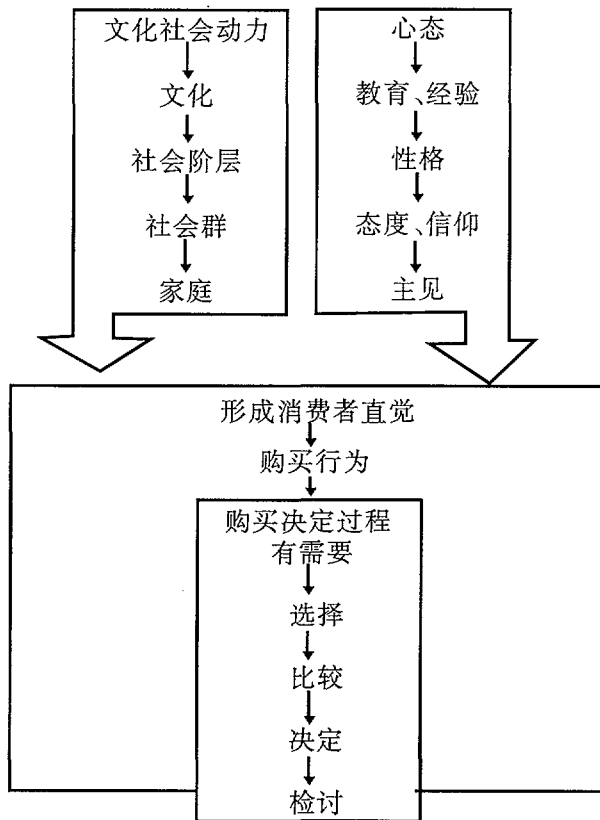 文化社会动力
文化
社会阶层
社会群
家庭
心态
教育、经验
性格
态度、信仰
主见
形成消费者直觉
购买行为
购买决定过程
有需要
选择
比较
决定
检讨